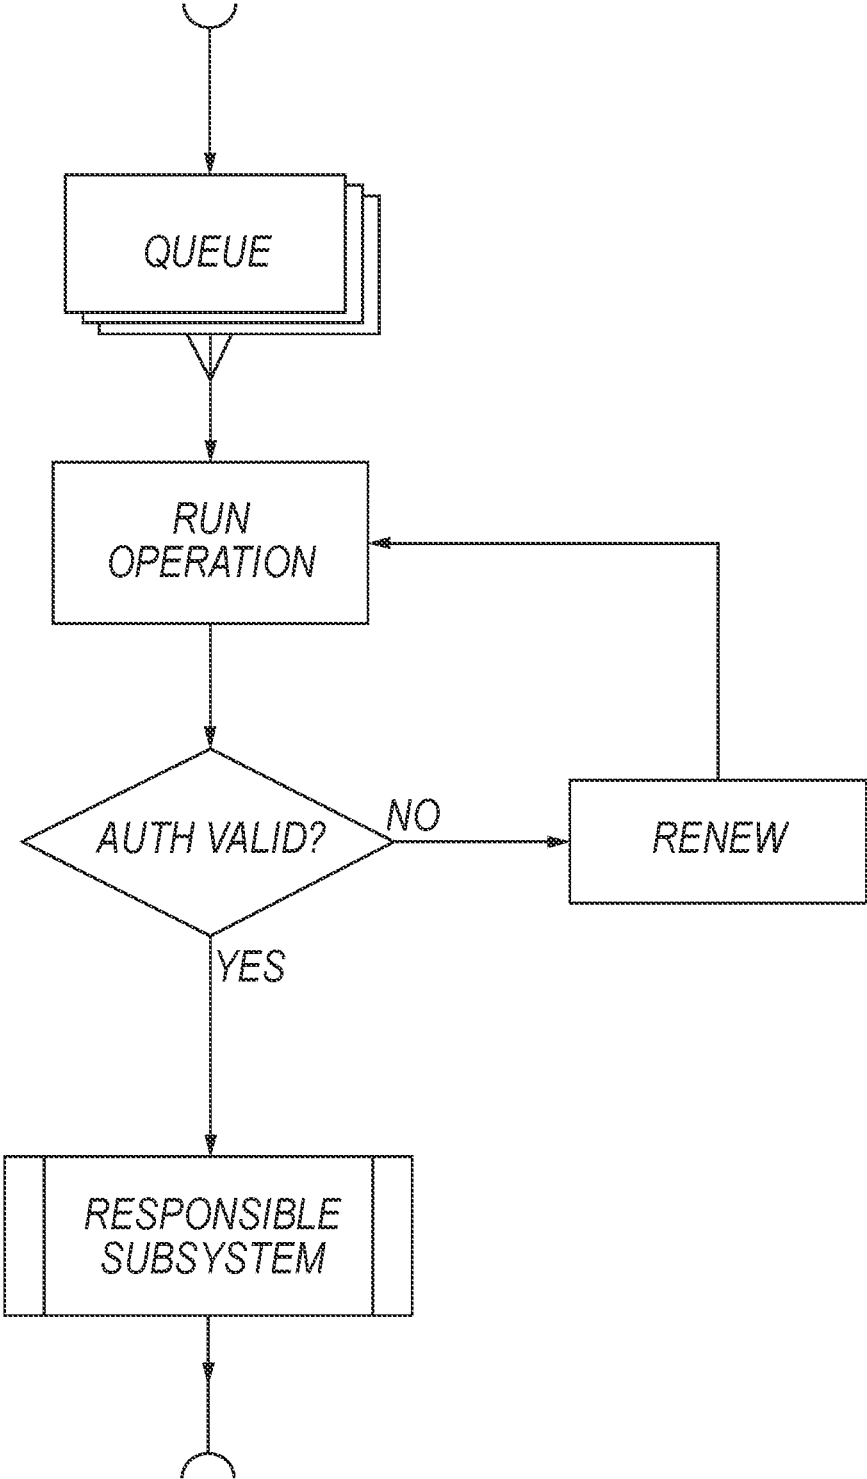 QUEUE
RUN
OPERATION
AUTH VALID?
NO
RENEW
YES
RESPONSIBLE
SUBSYSTEM